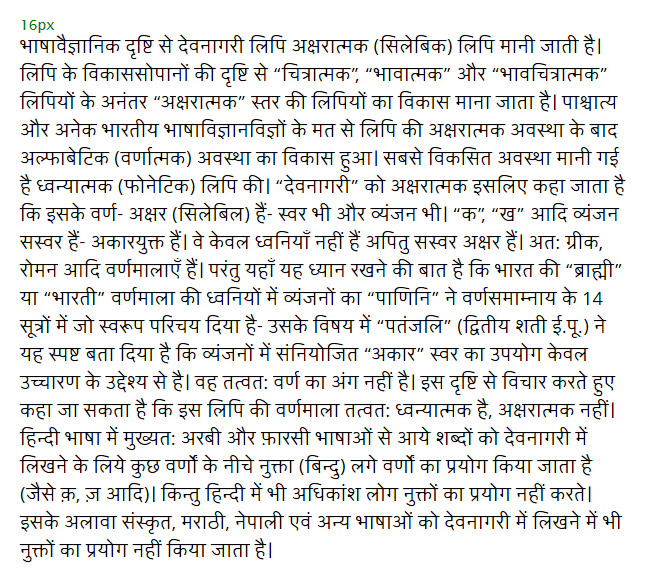 16px
भाषावैज्ञानिक दृष्टि से देवनागरी लिपि अक्षरात्मक (सिलेबिक) लिपि मानी जाती है।
लिपि के विकाससोपानों की दृष्टि से “चित्रात्मक”, “भावात्मक” और “भावचित्रात्मक”
लिपियों के अनंतर “अक्षरात्मक” स्तर की लिपियों का विकास माना जाता है। पाश्चात्य
और अनेक भारतीय भाषाविज्ञानविज्ञों के मत से लिपि की अक्षरात्मक अवस्था के बाद
अल्फाबेटिक (वर्णात्मक) अवस्था का विकास हुआ। सबसे विकसित अवस्था मानी गई
है ध्वन्यात्मक (फोनेटिक) लिपि की। “देवनागरी” को अक्षरात्मक इसलिए कहा जाता है
कि इसके वर्ण- अक्षर (सिलेबिल) हैं- स्वर भी और व्यंजन भी। “क”, “ख” आदि व्यंजन
सस्वर हैं- अकारयुक्त हैं। वे केवल ध्वनियाँ नहीं हैं अपितु सस्वर अक्षर हैं। अत: ग्रीक,
रोमन आदि वर्णमालाएँ हैं। परंतु यहाँ यह ध्यान रखने की बात है कि भारत की “ब्राह्मी”
या “भारती” वर्णमाला की ध्वनियों में व्यंजनों का “पाणिनि” ने वर्णसमाम्नाय के 14
सूत्रों में जो स्वरूप परिचय दिया है- उसके विषय में “पतंजलि” (द्वितीय शती ई.पू.) ने
यह स्पष्ट बता दिया है कि व्यंजनों में संनियोजित “अकार” स्वर का उपयोग केवल
उच्चारण के उद्देश्य से है। वह तत्वत: वर्ण का अंग नहीं है। इस दृष्टि से विचार करते हुए
कहा जा सकता है कि इस लिपि की वर्णमाला तत्वत: ध्वन्यात्मक है, अक्षरात्मक नहीं।
हिन्दी भाषा में मुख्यत: अरबी और फ़ारसी भाषाओं से आये शब्दों को देवनागरी में
लिखने के लिये कुछ वर्णों के नीचे नुक्ता (बिन्दु) लगे वर्णों का प्रयोग किया जाता है
(जैसे क़, ज़ आदि)। किन्तु हिन्दी में भी अधिकांश लोग नुक्तों का प्रयोग नहीं करते।
इसके अलावा संस्कृत, मराठी, नेपाली एवं अन्य भाषाओं को देवनागरी में लिखने में भी
नुक्तों का प्रयोग नहीं किया जाता है।